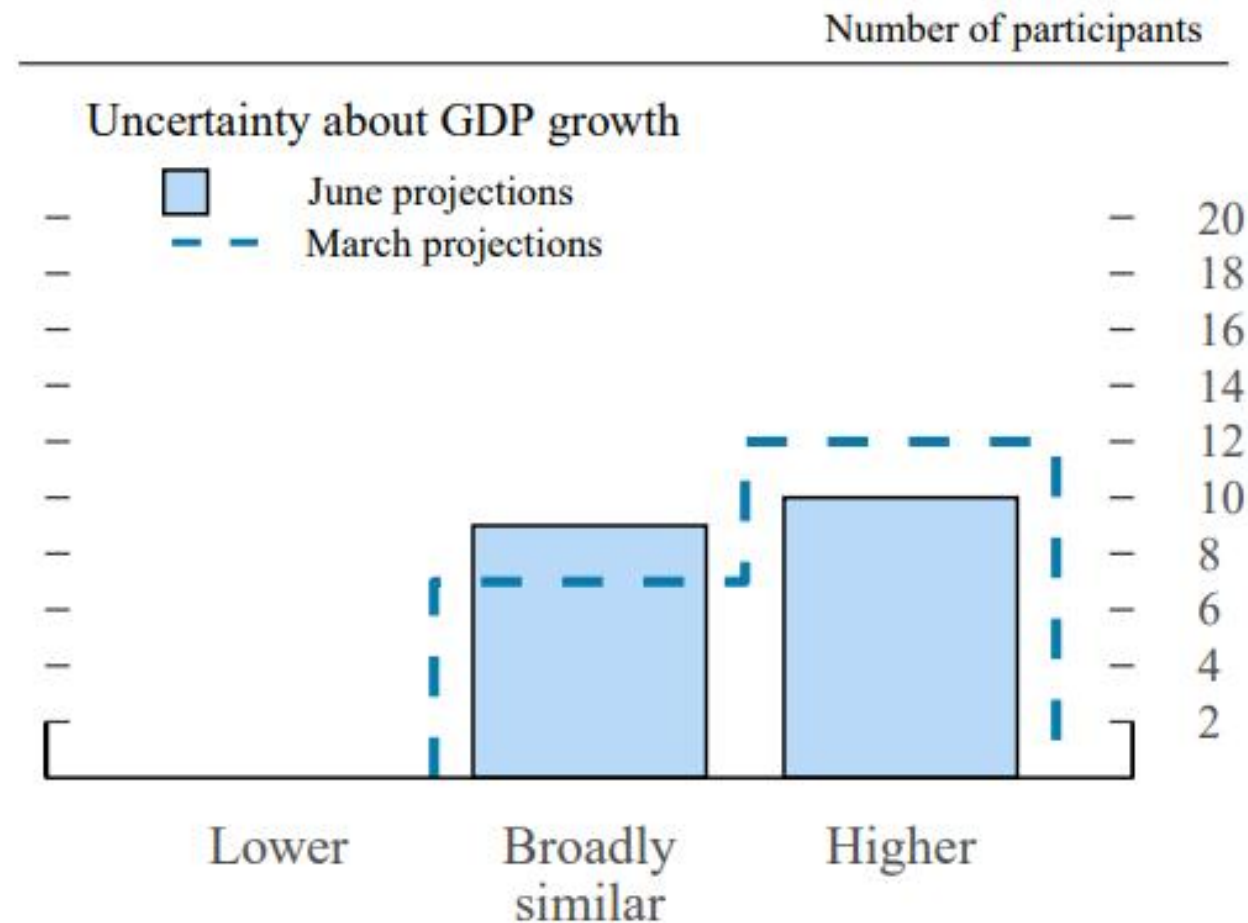 Number of participants
Uncertainty about GDP growth
June projections
March projections
20
18
16
14
12
10
8
6
4
2
Lower
Broadly
similar
Higher